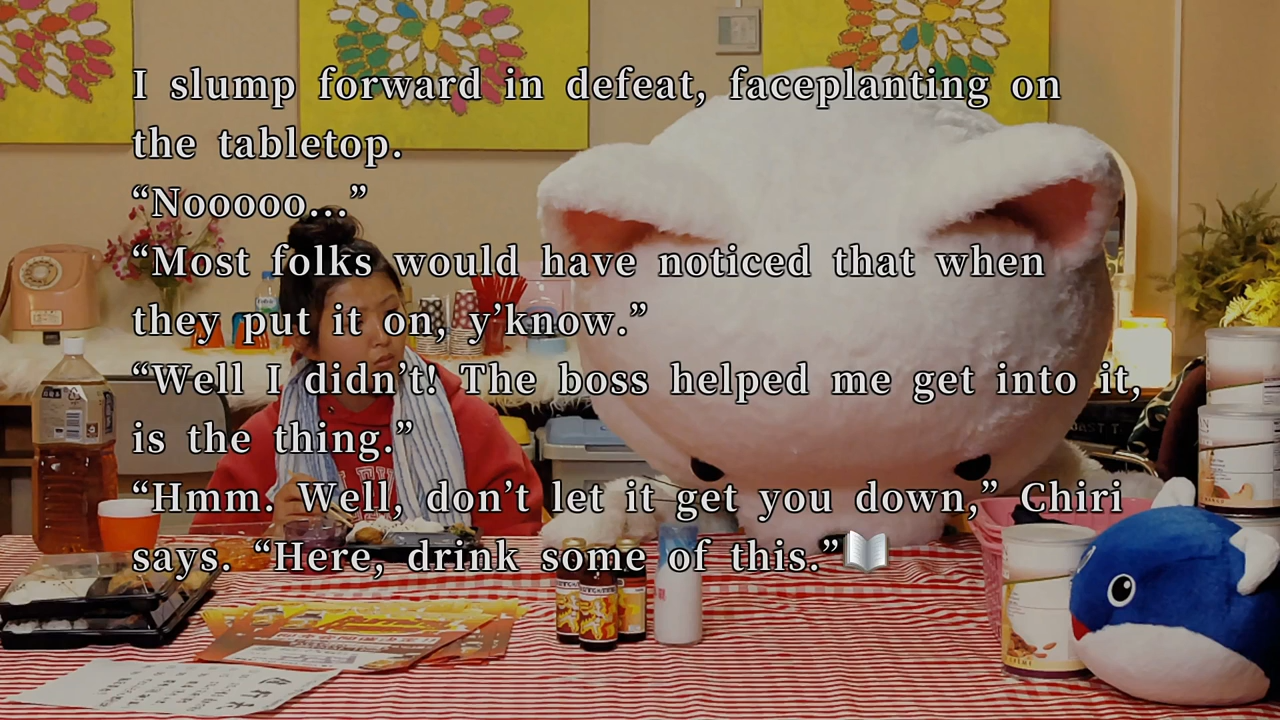 I slump forward in defeat, faceplanting on
the tabletop.
“Nooooo...”
“Most folks would have noticed that when
they put it on, y’know.”
“Well I didn’t! The boss helped me get into it,
is the thing.”
“Hmm. Well, don’t let it get you down,” Chiri
says. “Here, drink some of this.”